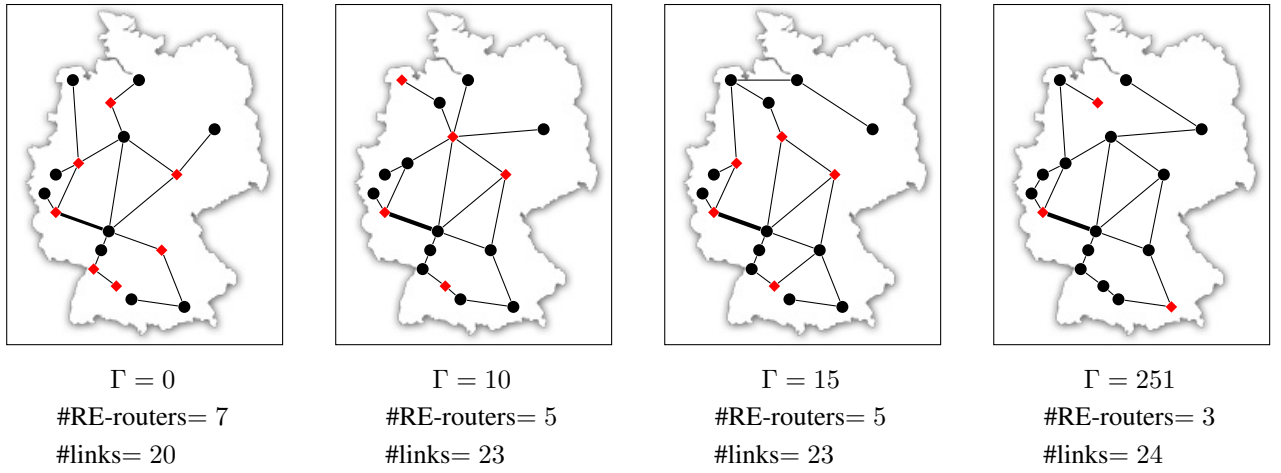 Γ = 0
#RE-routers= 7
#links= 20
Γ = 10
#RE-routers= 5
#links= 23
Γ = 15
#RE-routers= 5
#links= 23
Γ = 251
#RE-routers= 3
#links= 24